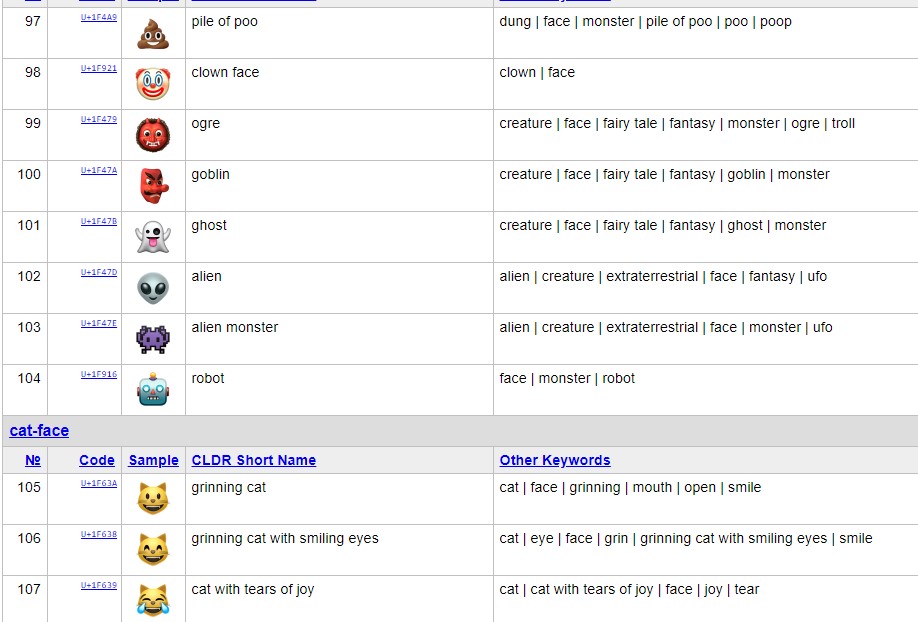 97 U+1F4A9 pile of poo dung | face | monster | pile of poo | poo | poop
98 U+1F921 clown face clown | face
99 U+1F479 ogre creature | face | fairy tale | fantasy | monster | ogre | troll
100 U+1F47A goblin creature | face | fairy tale | fantasy | goblin | monster
101 U+1F47B ghost creature | face | fairy tale | fantasy | ghost | monster
102 U+1F47D alien alien | creature | extraterrestrial | face | fantasy | ufo
103 U+1F47E alien monster alien | creature | extraterrestrial | face | monster | ufo
104 U+1F916 robot face | monster | robot
cat-face
№ Code Sample CLDR Short Name Other Keywords
105 U+1F63A grinning cat cat | face | grinning | mouth | open | smile
106 U+1F638 grinning cat with smiling eyes cat | eye | face | grin | grinning cat with smiling eyes | smile
107 U+1F639 cat with tears of joy cat | cat with tears of joy | face | joy | tear